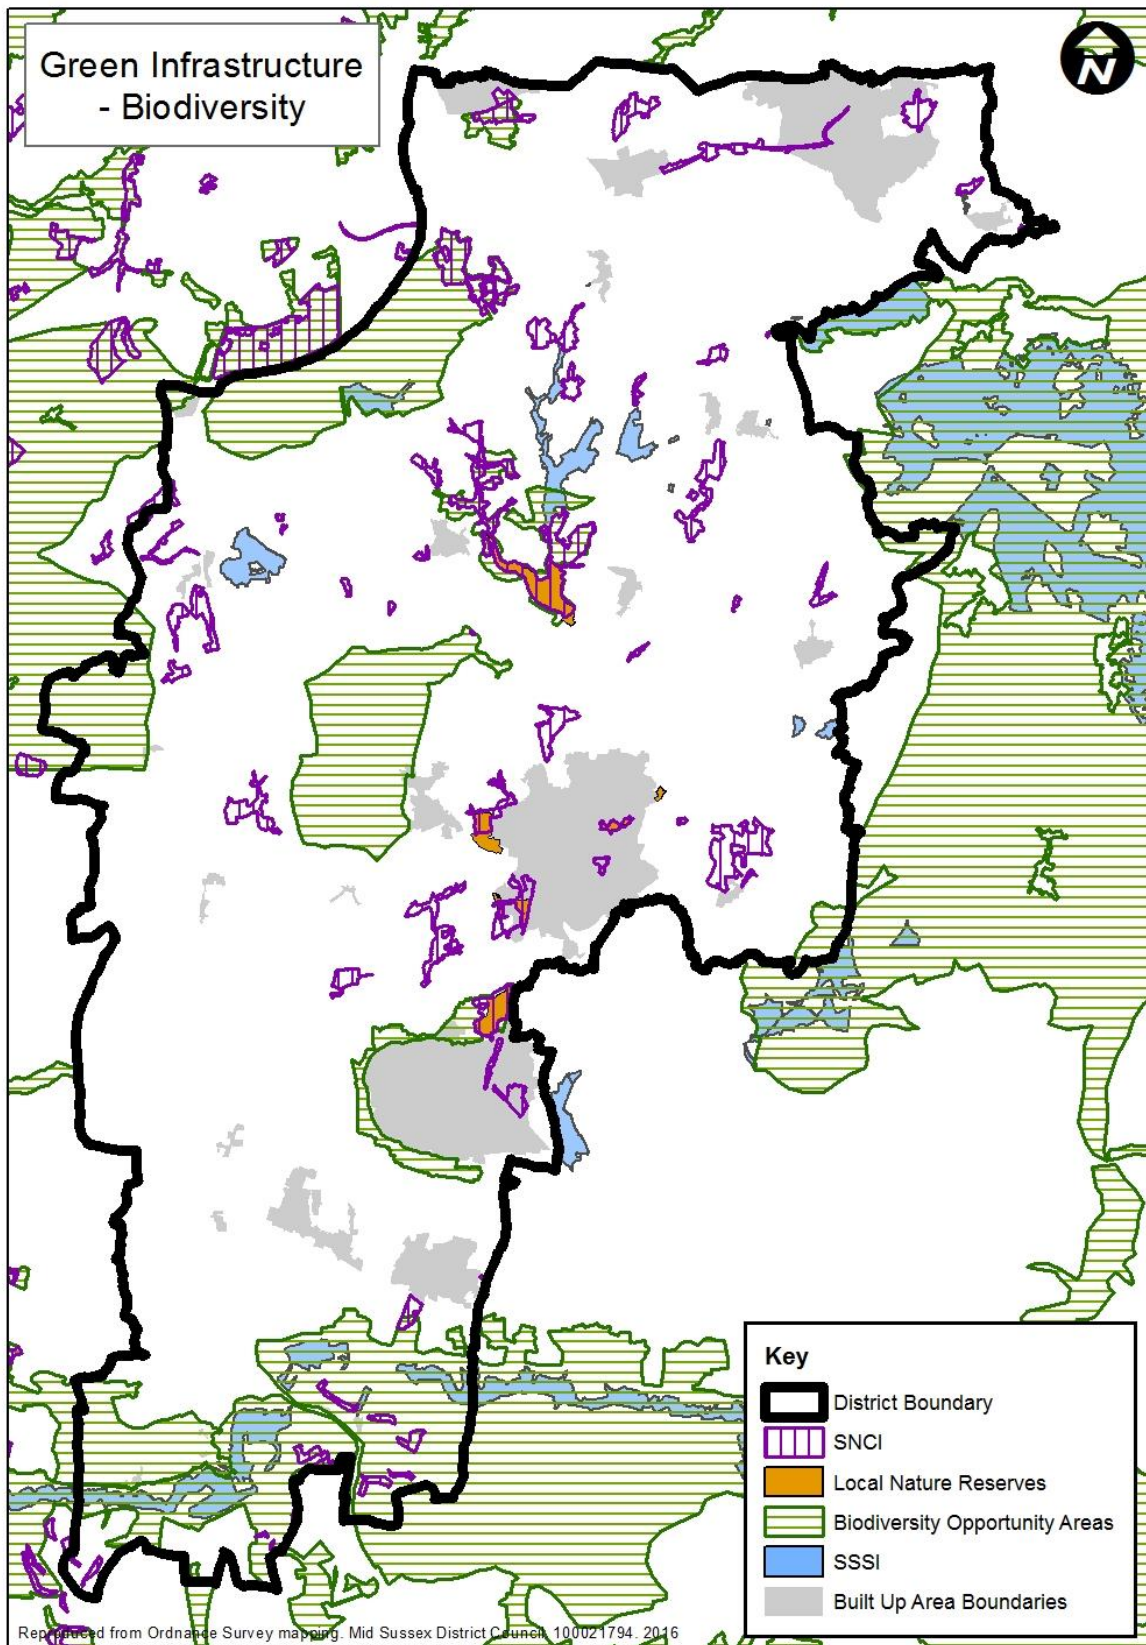 Green Infrastructure
- Biodiversity
N
Key
District Boundary
SNCI
Local Nature Reserves
Biodiversity Opportunity Areas
SSSI
Built Up Area Boundaries
Reproduced from Ordnance Survey mapping. Mid Sussex District Council. 100021794. 2016